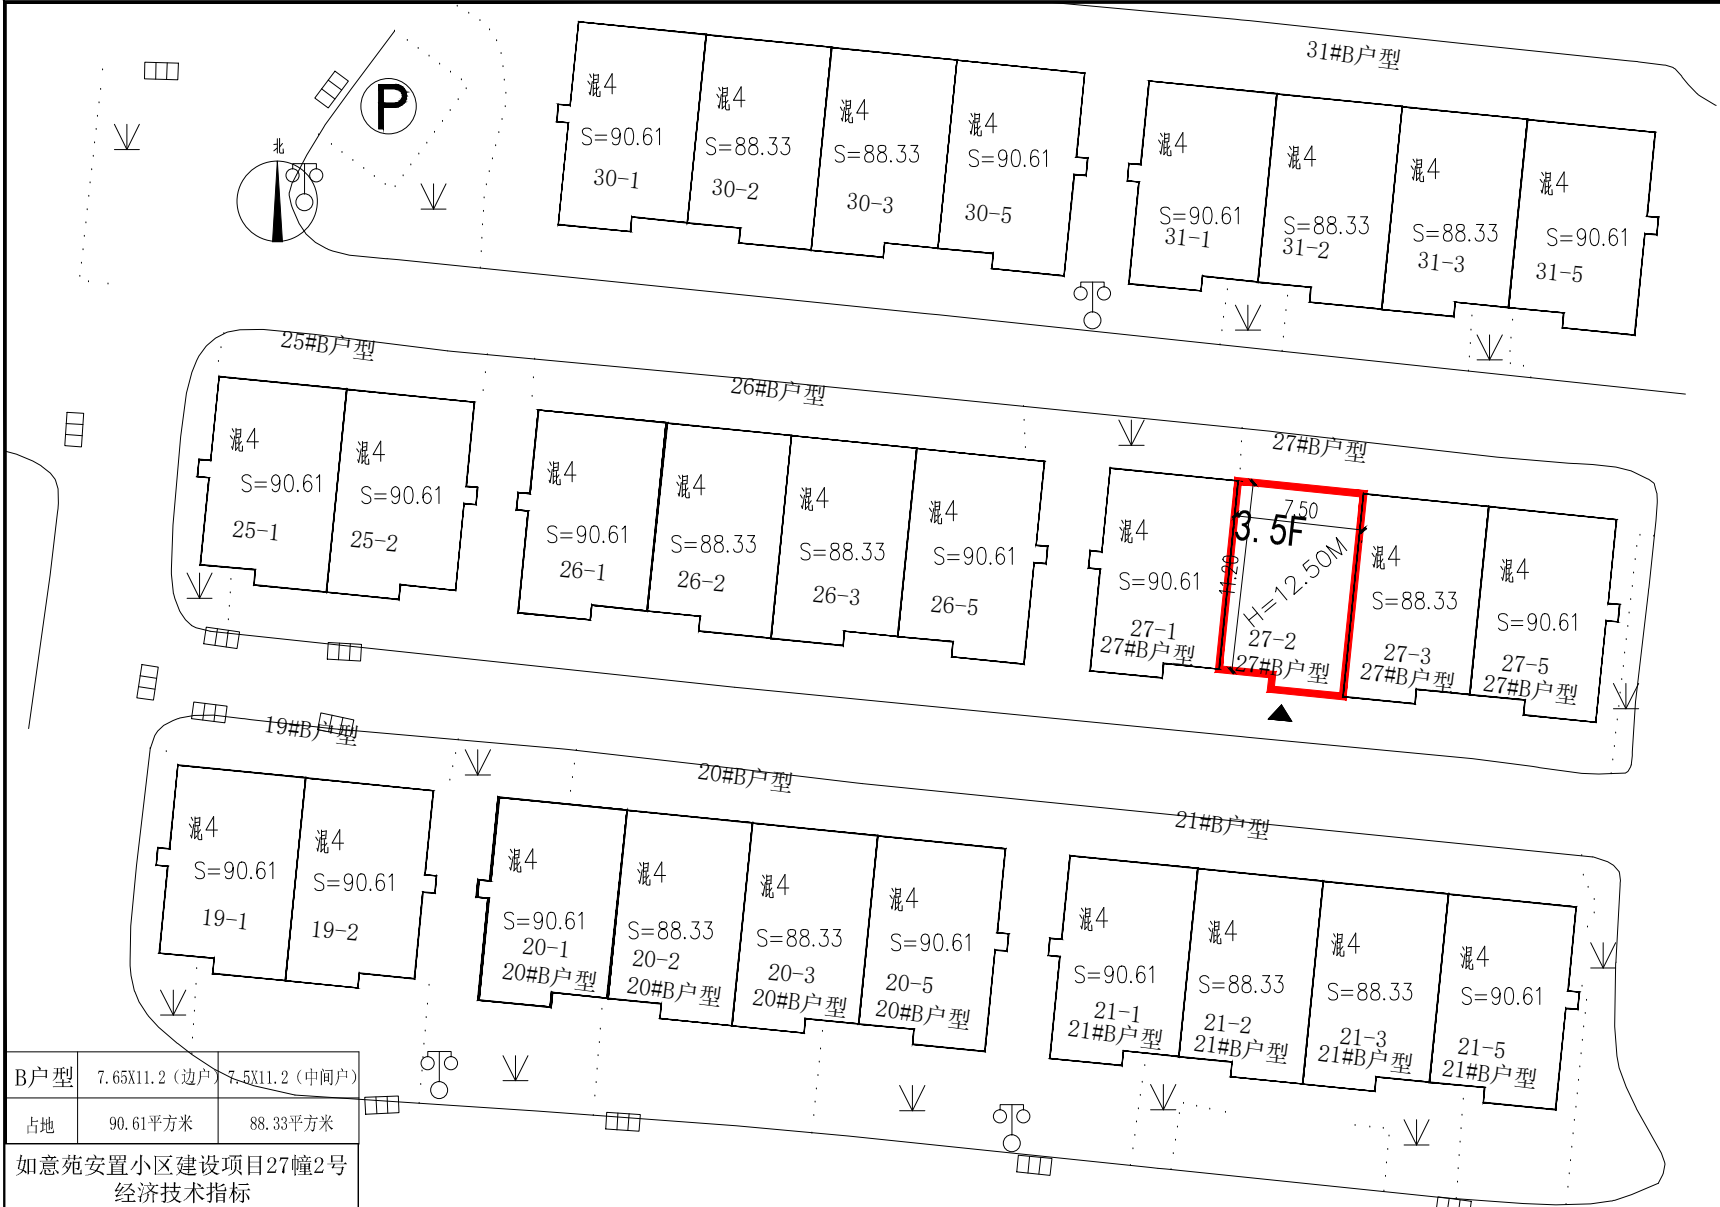 31#B户型
P
北
混4
S=90.61
30-1
混4
S=88.33
30-2
混4
S=88.33
30-3
混4
S=90.61
30-5
混4
S=90.61
31-1
混4
S=88.33
31-2
混4
S=88.33
31-3
混4
S=90.61
31-5
25#B户型
26#B户型
27#B户型
混4
S=90.61
25-1
混4
S=90.61
25-2
混4
S=90.61
26-1
混4
S=88.33
26-2
混4
S=88.33
26-3
混4
S=90.61
26-5
混4
S=90.61
27-1
27#B户型
7.50
3.5F
11.20
H=12.50M
27-2
27#B户型
混4
S=88.33
27-3
27#B户型
混4
S=90.61
27-5
27#B户型
19#B户型
20#B户型
21#B户型
混4
S=90.61
19-1
混4
S=90.61
19-2
混4
S=90.61
20-1
20#B户型
混4
S=88.33
20-2
20#B户型
混4
S=88.33
20-3
20#B户型
混4
S=90.61
20-5
20#B户型
混4
S=90.61
21-1
21#B户型
混4
S=88.33
21-2
21#B户型
混4
S=88.33
21-3
21#B户型
混4
S=90.61
21-5
21#B户型
B户型 7.65X11.2（边户） 7.5X11.2（中间户）
占地 90.61平方米 88.33平方米
如意苑安置小区建设项目27幢2号
经济技术指标